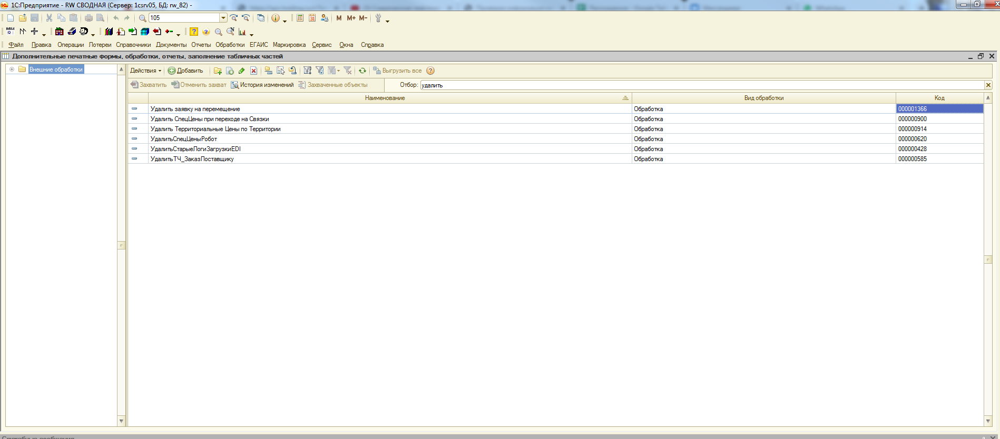 1С:Предприятие - RW СВОДНАЯ (Сервер: 1csrv05, БД: rw_82) -
105
31 M M+ M-
Файл Правка Операции Лотереи Справочники Документы Отчеты Обработки ЕГАИС Маркировка Сервис Окна Справка
Дополнительные печатные формы, обработки, отчеты, заполнение табличных частей
Внешние обработки
Действия Добавить Выгрузить все
Захватить Отменить захват История изменений Захваченные объекты Отбор: удалить
Наименование Вид обработки Код
Удалить заявку на перемещение Обработка 000001366
Удалить СпецЦены при переходе на Связки Обработка 000000900
Удалить Территориальные Цены по Территории Обработка 000000914
УдалитьСпецЦеныРобот Обработка 000000620
УдалитьСтарыеЛогиЗагрузкиEDI Обработка 000000428
УдалитьТЧ_ЗаказПоставщику Обработка 000000585
Служебные сообщения